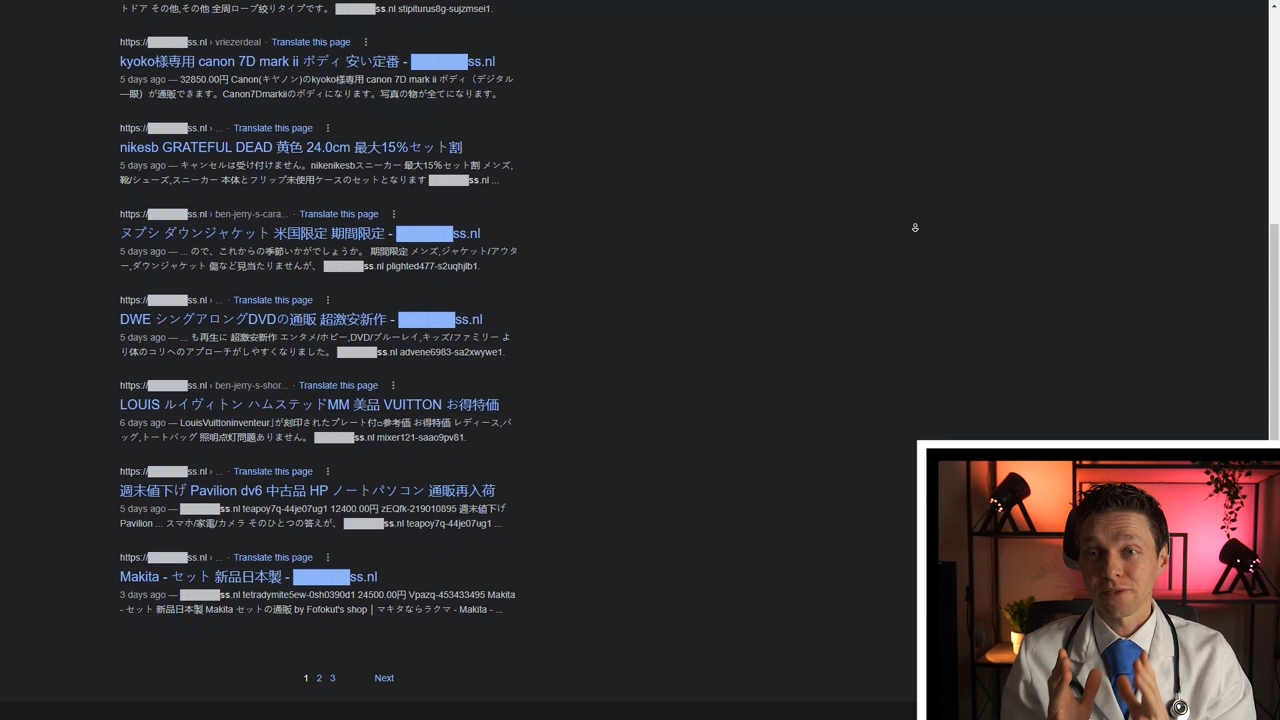 トドア その他,その他 全周ロープ絞りタイプです。 ss.nl stipiturus8g-sujzmsei1.
https:// ss.nl › vriezerdeal · Translate this page
kyoko様専用 canon 7D mark ii ボディ 安い定番 - ss.nl
5 days ago — 32850.00円 Canon(キヤノン)のkyoko様専用 canon 7D mark ii ボディ（デジタル
一眼）が通販できます。Canon7Dmarkiiのボディになります。写真の物が全てになります。
https:// ss.nl › ... · Translate this page
nikesb GRATEFUL DEAD 黄色 24.0cm 最大15%セット割
5 days ago — キャンセルは受け付けません。nikenikesbスニーカー 最大15%セット割 メンズ,
靴/シューズ,スニーカー 本体とフリップ未使用ケースのセットとなります ss.nl ...
https:// ss.nl › ben-jerry-s-cara... · Translate this page
ヌプシ ダウンジャケット 米国限定 期間限定 - ss.nl
5 days ago — ... ので、これからの季節いかがでしょうか。 期間限定 メンズ,ジャケット/アウタ
ー,ダウンジャケット 傷など見当たりませんが、 ss.nl plighted477-s2uqhjlb1.
https:// ss.nl › ... · Translate this page
DWE シングアロングDVDの通販 超激安新作 - ss.nl
5 days ago — ... も再生に 超激安新作 エンタメ/ホビー,DVD/ブルーレイ,キッズ/ファミリー よ
り体のコリへのアプローチがしやすくなりました。 ss.nl advene6983-sa2xwywe1.
https:// ss.nl › ben-jerry-s-shor... · Translate this page
LOUIS ルイヴィトン ハムステッドMM 美品 VUITTON お得特価
6 days ago — LouisVuittoninventeur｣が刻印されたプレート付□参考価 お得特価 レディース,バ
ッグ,トートバッグ 照明点灯問題ありません。 ss.nl mixer121-saao9pv81.
https:// ss.nl › ... · Translate this page
週末値下げ Pavilion dv6 中古品 HP ノートパソコン 通販再入荷
5 days ago — ss.nl teapoy7q-44je07ug1 12400.00円 zEQfk-219010895 週末値下げ
Pavilion ... スマホ/家電/カメラ そのひとつの答えが、 ss.nl teapoy7q-44je07ug1 ...
https:// ss.nl › ... · Translate this page
Makita - セット 新品日本製 - ss.nl
3 days ago — ss.nl tetradymite5ew-0sh0390d1 24500.00円 Vpazq-453433495 Makita
- セット 新品日本製 Makita セットの通販 by Fofokut's shop｜マキタならラクマ - Makita - ...
1 2 3 Next